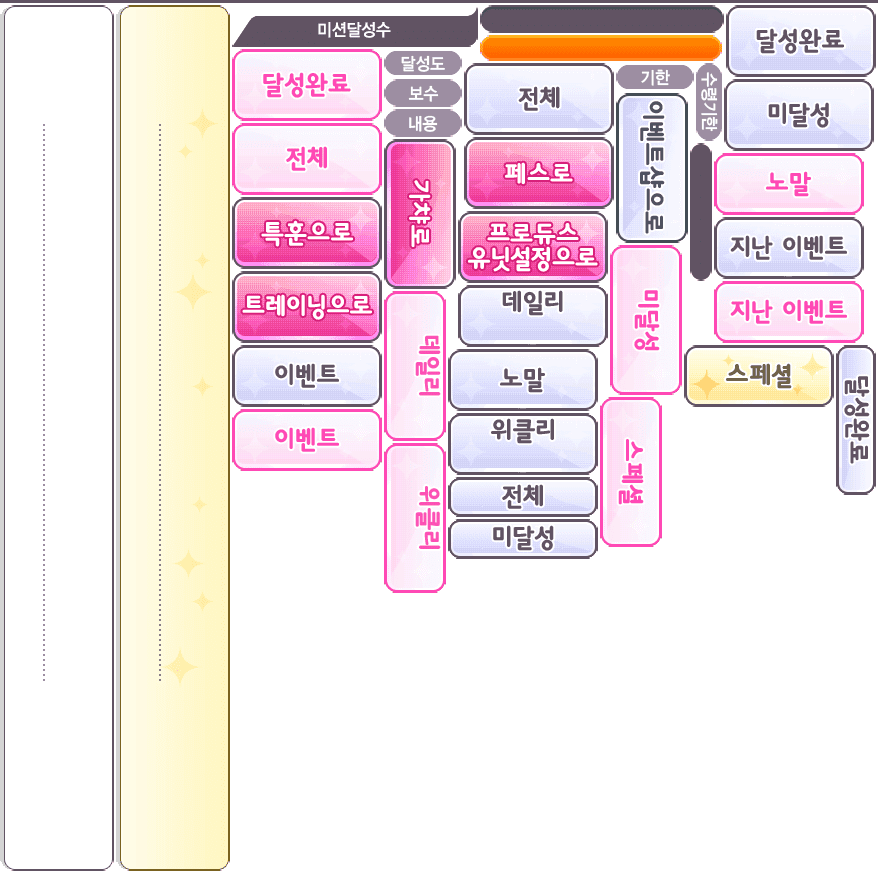 미션달성수
달성완료
전체
특훈으로
트레이닝으로
이벤트
이벤트
달성도
보수
내용
가챠로
데일리
위클리
전체
페스로
프로듀스
유닛설정으로
데일리
노말
위클리
전체
미달성
기한
이벤트샵으로
미달성
스페셜
수령기한
달성완료
미달성
노말
지난 이벤트
지난 이벤트
스페셜
달성완료